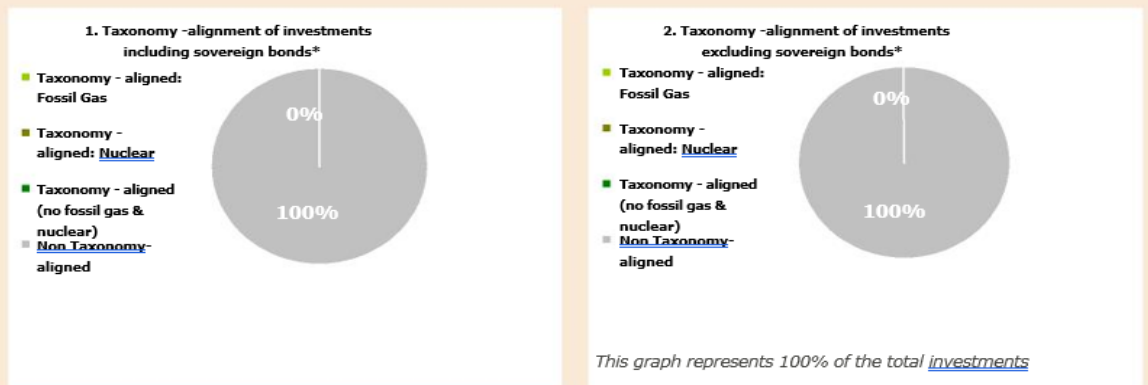 1. Taxonomy -alignment of investments
including sovereign bonds*
Taxonomy - aligned:
Fossil Gas
Taxonomy -
aligned: Nuclear
Taxonomy - aligned
(no fossil gas &
nuclear)
Non Taxonomy-
aligned
0%
100%
2. Taxonomy -alignment of investments
excluding sovereign bonds*
Taxonomy - aligned:
Fossil Gas
Taxonomy -
aligned: Nuclear
Taxonomy - aligned
(no fossil gas &
nuclear)
Non Taxonomy-
aligned
0%
100%
This graph represents 100% of the total investments